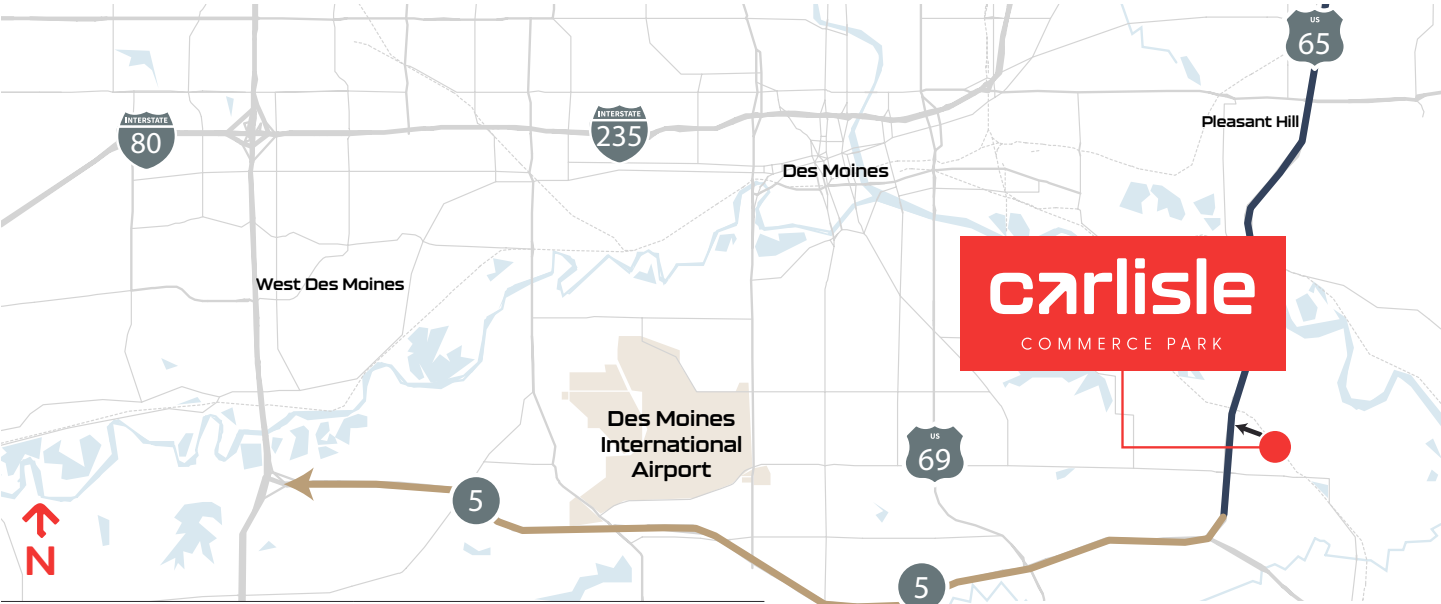 US
65
INTERSTATE
80
INTERSTATE
235
Pleasant Hill
Des Moines
West Des Moines
carlisle
COMMERCE PARK
Des Moines
International
Airport
US
69
5
N
5